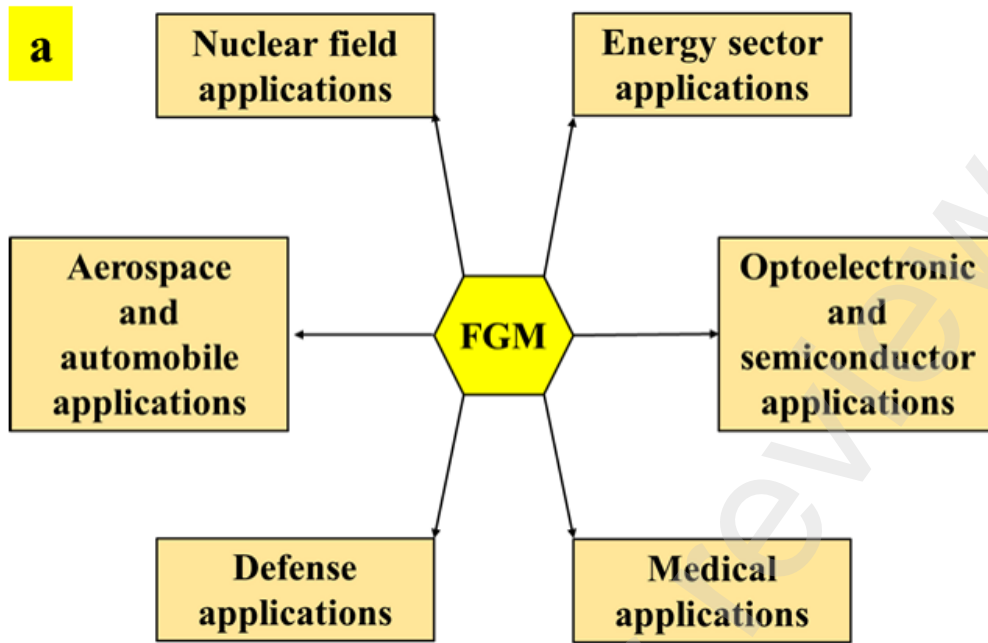 a
Nuclear field
applications
Energy sector
applications
Aerospace
and
automobile
applications
FGM
Optoelectronic
and
semiconductor
applications
Defense
applications
Medical
applications
review